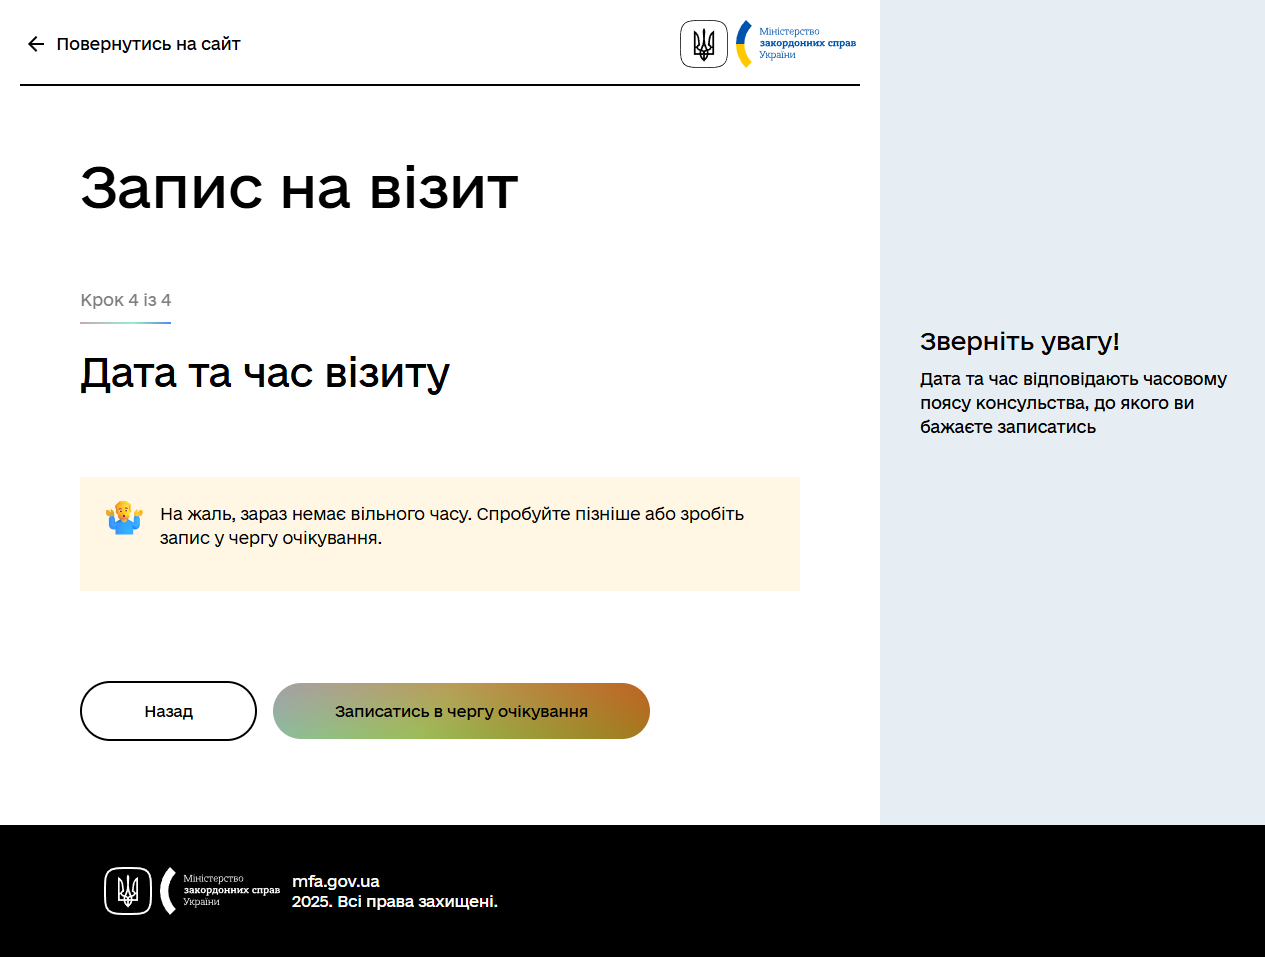 Повернутись на сайт
Міністерство
закордонних справ
України
Запис на візит
Крок 4 із 4
Дата та час візиту
На жаль, зараз немає вільного часу. Спробуйте пізніше або зробіть
запис у чергу очікування.
Назад
Записатись в чергу очікування
Зверніть увагу!
Дата та час відповідають часовому
поясу консульства, до якого ви
бажаєте записатись
Міністерство
закордонних справ
України
mfa.gov.ua
2025. Всі права захищені.